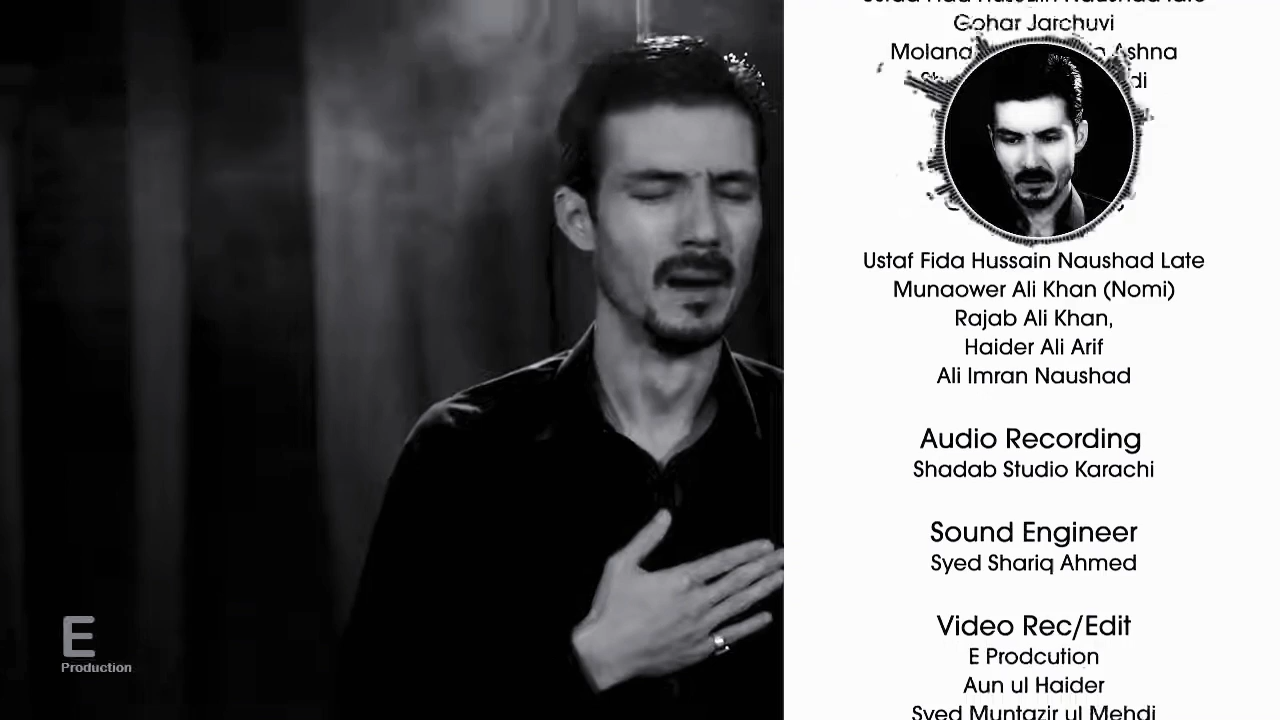 Gohar Jarchuvi
Molana
Ashna
Ustaf Fida Hussain Naushad Late
Munaower Ali Khan (Nomi)
Rajab Ali Khan,
Haider Ali Arif
Ali Imran Naushad
Audio Recording
Shadab Studio Karachi
Sound Engineer
Syed Shariq Ahmed
Video Rec/Edit
E Prodcution
Aun ul Haider
Syed Muntazir ul Mehdi
E
Production